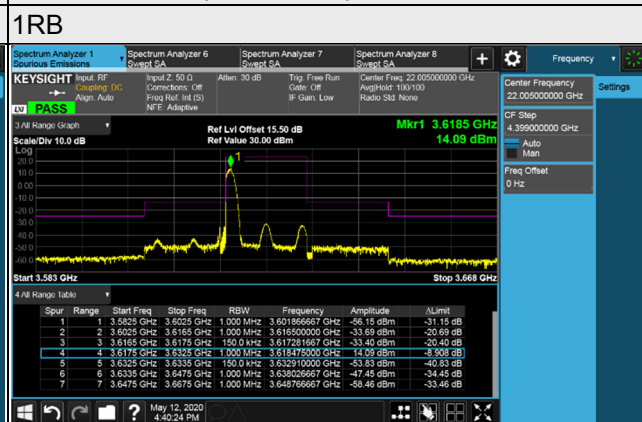 1RB
Spectrum Analyzer 1
Spurious Emissions
Spectrum Analyzer 6
Swept SA
Spectrum Analyzer 7
Swept SA
Spectrum Analyzer 8
Swept SA
+
Frequency
KEYSIGHT
Input: RF
Coupling: DC
Align: Auto
Input Z: 50 Ω
Corrections: Off
Freq Ref: Int (S)
NFE: Adaptive
Atten: 30 dB
Trig: Free Run
Gate: Off
IF Gain: Low
Center Freq: 22.005000000 GHz
Avg|Hold: 100/100
Radio Std: None
LXI PASS
Center Frequency
22.005000000 GHz
Settings
CF Step
4.399000000 GHz
Auto
Man
Freq Offset
0 Hz
3 All Range Graph
Scale/Div 10.0 dB
Ref Lvl Offset 15.50 dB
Ref Value 30.00 dBm
Mkr1 3.6185 GHz
14.09 dBm
Log
20.0
10.0
0.00
-10.0
-20.0
-30.0
-40.0
-50.0
-60.0
1
Start 3.583 GHz
Stop 3.668 GHz
4 All Range Table
Spur Range Start Freq Stop Freq RBW Frequency Amplitude ΔLimit
1 1 3.5825 GHz 3.6025 GHz 1.000 MHz 3.601866667 GHz -56.15 dBm -31.15 dB
2 2 3.6025 GHz 3.6165 GHz 1.000 MHz 3.616500000 GHz -33.69 dBm -20.69 dB
3 3 3.6165 GHz 3.6175 GHz 150.0 kHz 3.617281667 GHz -33.40 dBm -20.40 dB
4 4 3.6175 GHz 3.6325 GHz 1.000 MHz 3.618475000 GHz 14.09 dBm -8.908 dB
5 5 3.6325 GHz 3.6335 GHz 150.0 kHz 3.632910000 GHz -53.83 dBm -40.83 dB
6 6 3.6335 GHz 3.6475 GHz 1.000 MHz 3.638026667 GHz -47.45 dBm -34.45 dB
7 7 3.6475 GHz 3.6675 GHz 1.000 MHz 3.648766667 GHz -58.46 dBm -33.46 dB
?
May 12, 2020
4:40:24 PM